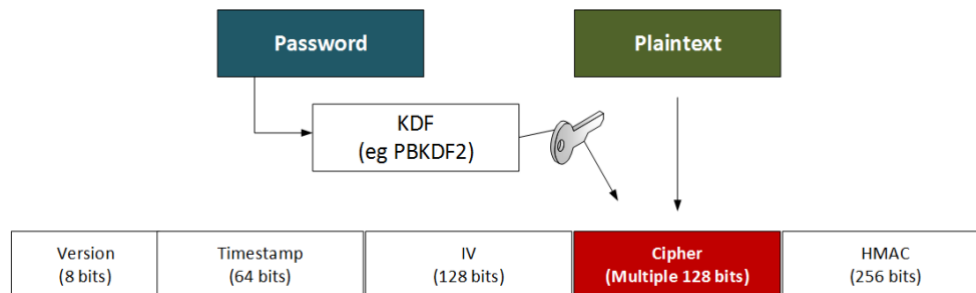 Password
Plaintext
KDF
(eg PBKDF2)
Version
(8 bits)
Timestamp
(64 bits)
IV
(128 bits)
Cipher
(Multiple 128 bits)
HMAC
(256 bits)